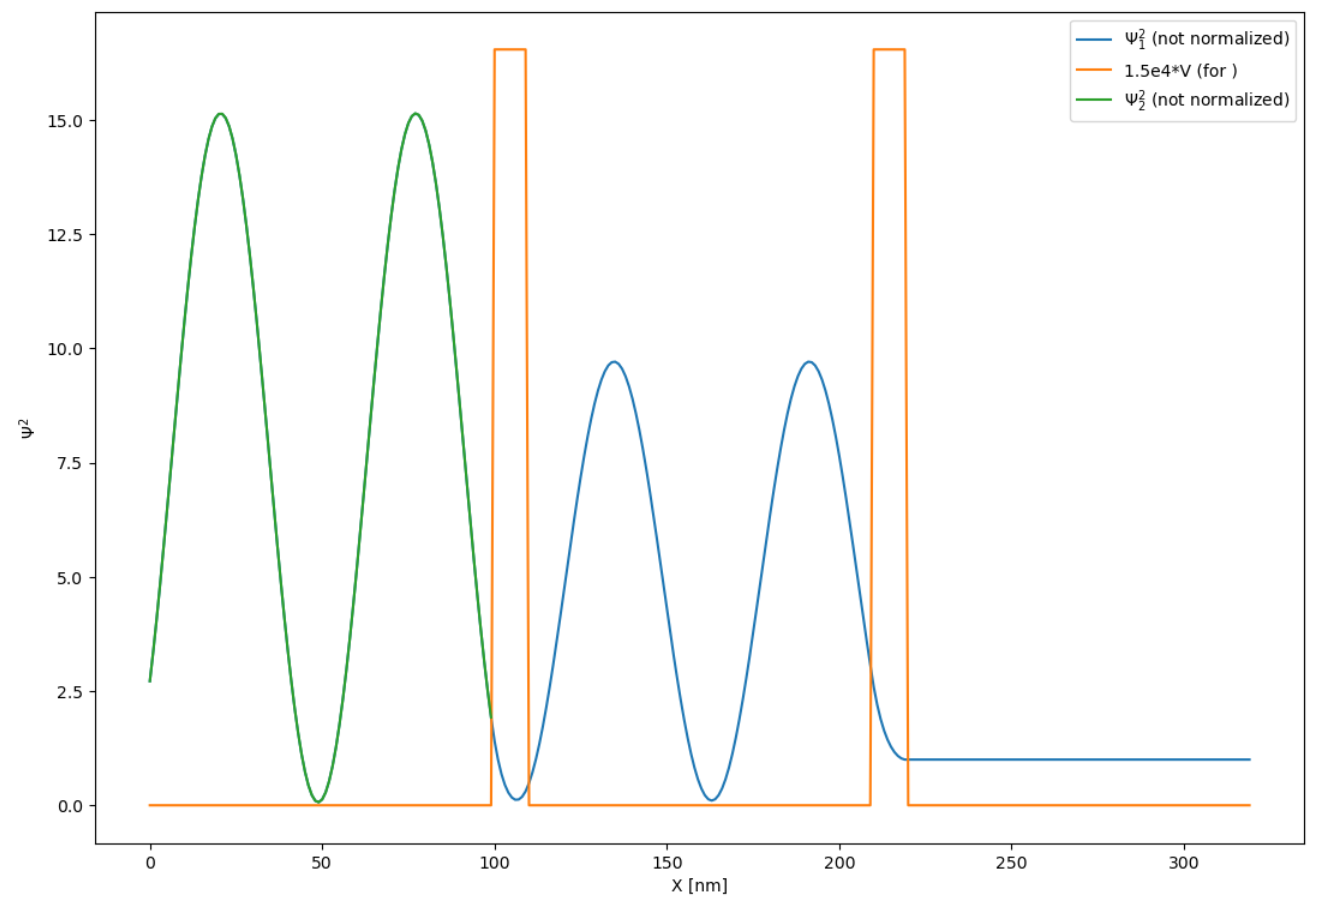 Ψ₁² (not normalized)
1.5e4*V (for )
Ψ₂² (not normalized)
15.0
12.5
10.0
7.5
5.0
2.5
0.0
Ψ²
0 50 100 150 200 250 300
X [nm]